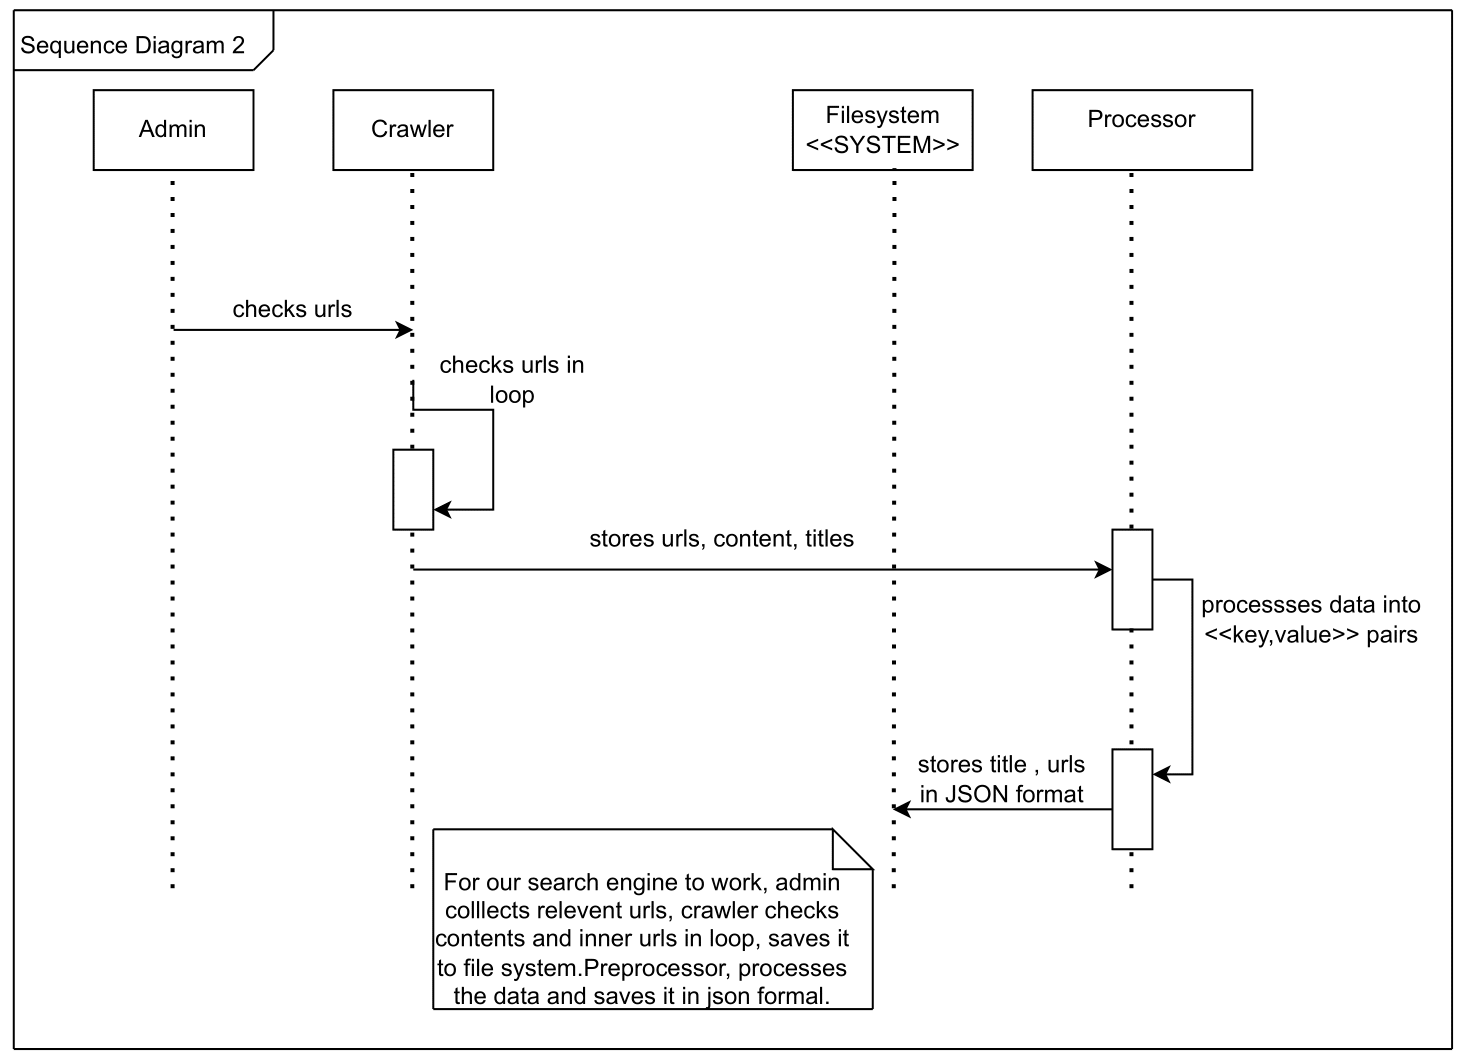 Sequence Diagram 2
Admin
Crawler
Filesystem
<<SYSTEM>>
Processor
checks urls
checks urls in
loop
stores urls, content, titles
processses data into
<<key,value>> pairs
stores title , urls
in JSON format
For our search engine to work, admin
colllects relevent urls, crawler checks
contents and inner urls in loop, saves it
to file system.Preprocessor, processes
the data and saves it in json formal.